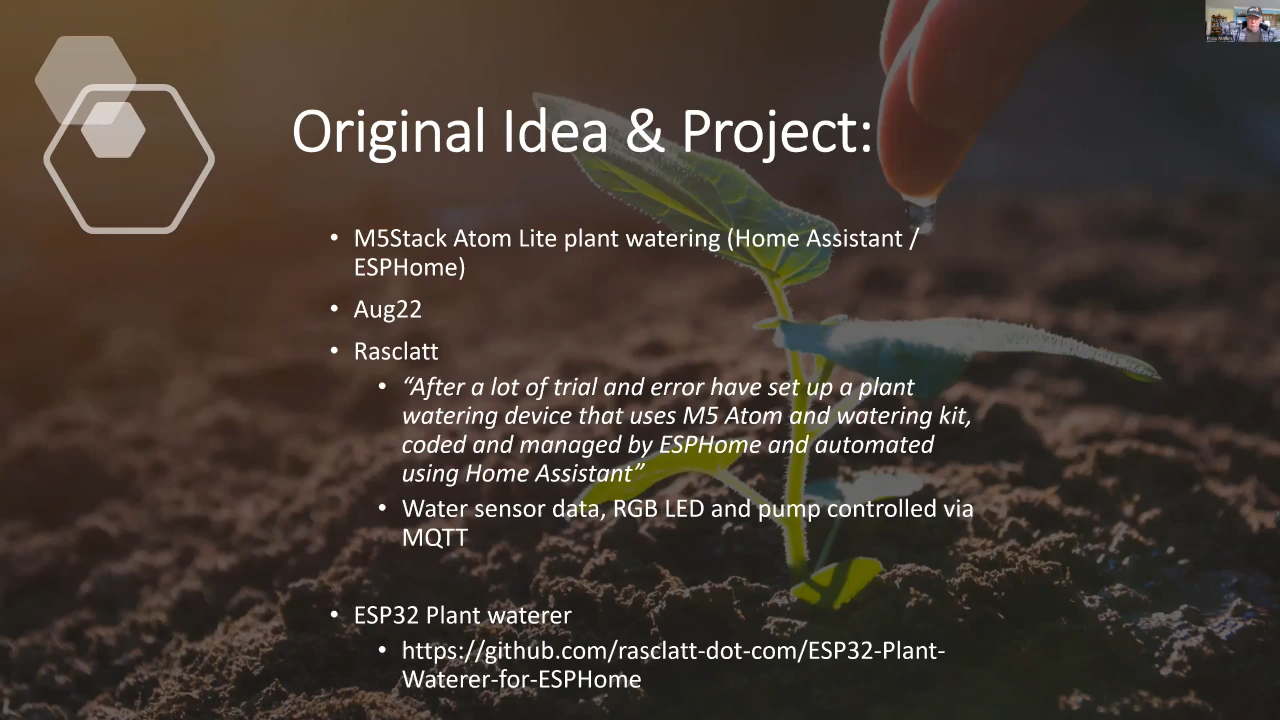 Original Idea & Project:
• M5Stack Atom Lite plant watering (Home Assistant /
ESPHome)
• Aug22
• Rasclatt
• “After a lot of trial and error have set up a plant
watering device that uses M5 Atom and watering kit,
coded and managed by ESPHome and automated
using Home Assistant”
• Water sensor data, RGB LED and pump controlled via
MQTT
• ESP32 Plant waterer
• https://github.com/rasclatt-dot-com/ESP32-Plant-
Waterer-for-ESPHome